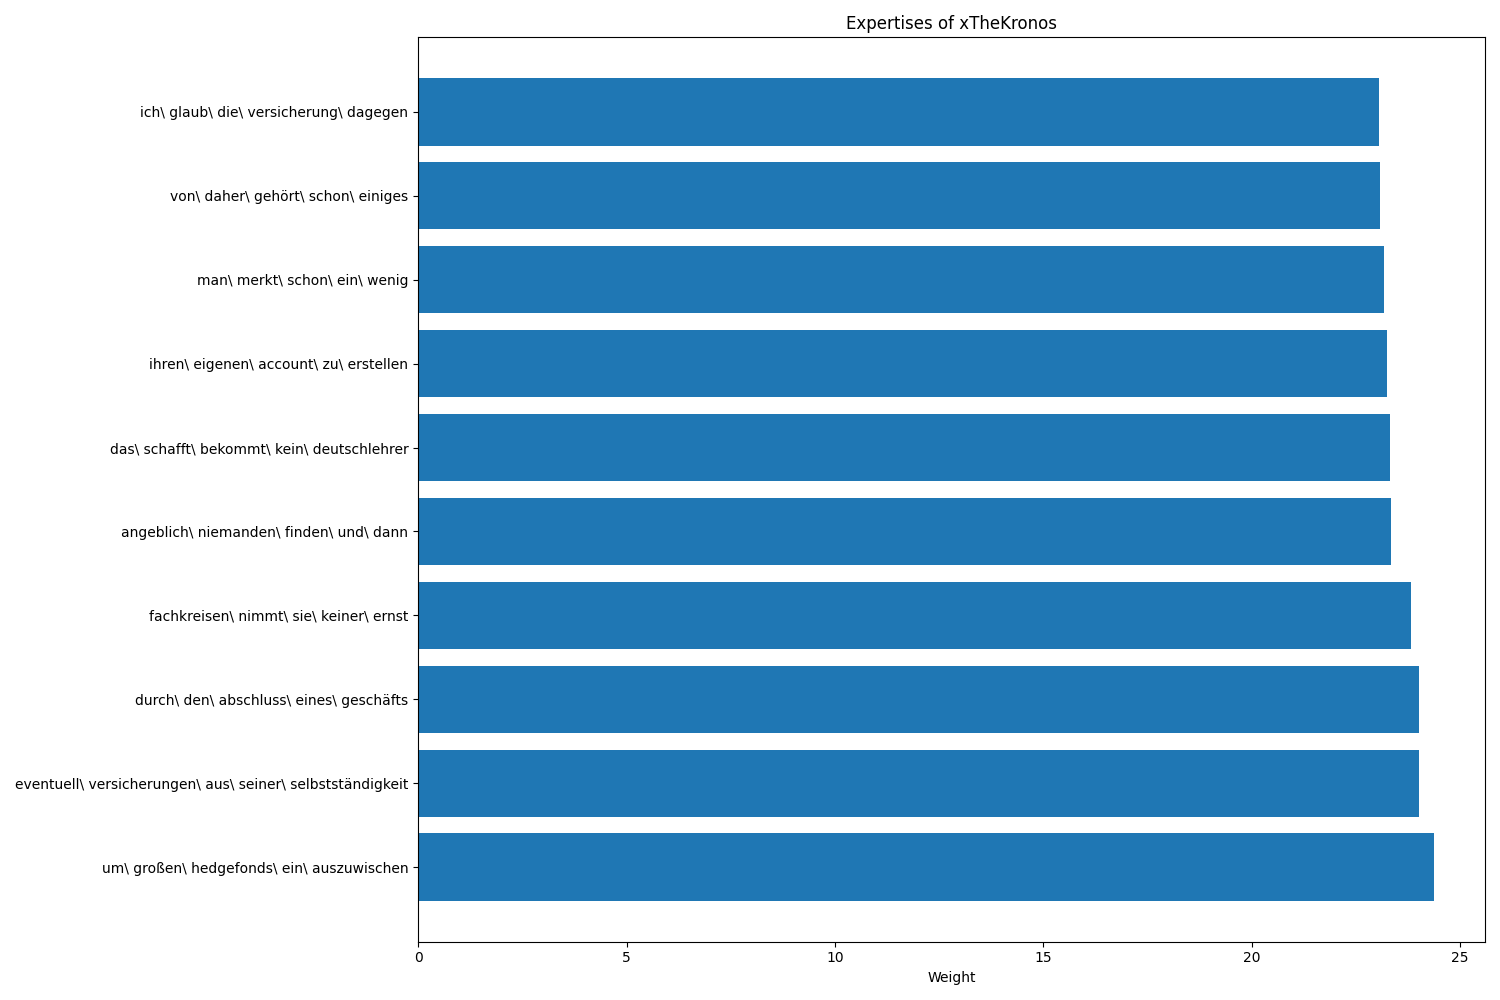 Expertises of xTheKronos
ich\ glaub\ die\ versicherung\ dagegen
von\ daher\ gehört\ schon\ einiges
man\ merkt\ schon\ ein\ wenig
ihren\ eigenen\ account\ zu\ erstellen
das\ schafft\ bekommt\ kein\ deutschlehrer
angeblich\ niemanden\ finden\ und\ dann
fachkreisen\ nimmt\ sie\ keiner\ ernst
durch\ den\ abschluss\ eines\ geschäfts
eventuell\ versicherungen\ aus\ seiner\ selbstständigkeit
um\ großen\ hedgefonds\ ein\ auszuwischen
0 5 10 15 20 25
Weight